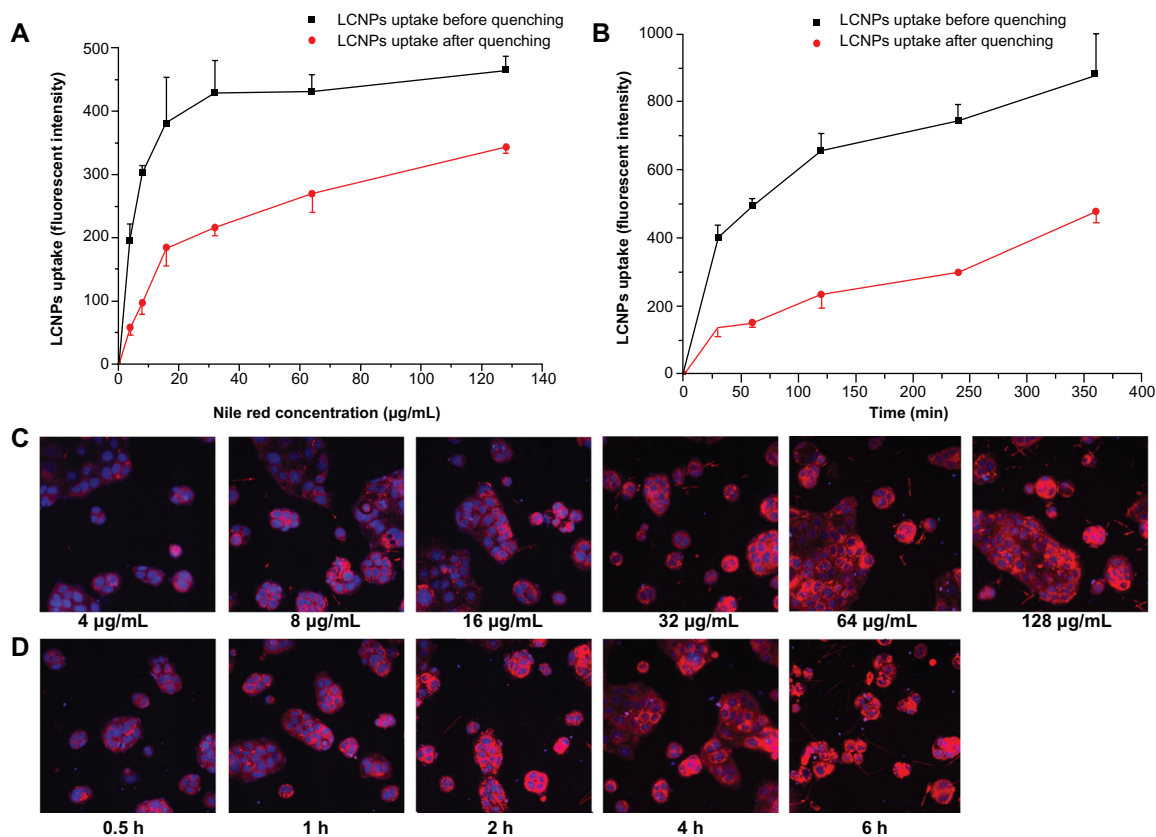 A
LCNPs uptake before quenching
LCNPs uptake after quenching
500
400
300
200
100
0
LCNPs uptake (fluorescent intensity)
0 20 40 60 80 100 120 140
Nile red concentration (µg/mL)
B
LCNPs uptake before quenching
LCNPs uptake after quenching
1000
800
600
400
200
0
LCNPs uptake (fluorescent intensity)
0 50 100 150 200 250 300 350 400
Time (min)
C
4 µg/mL 8 µg/mL 16 µg/mL 32 µg/mL 64 µg/mL 128 µg/mL
D
0.5 h 1 h 2 h 4 h 6 h